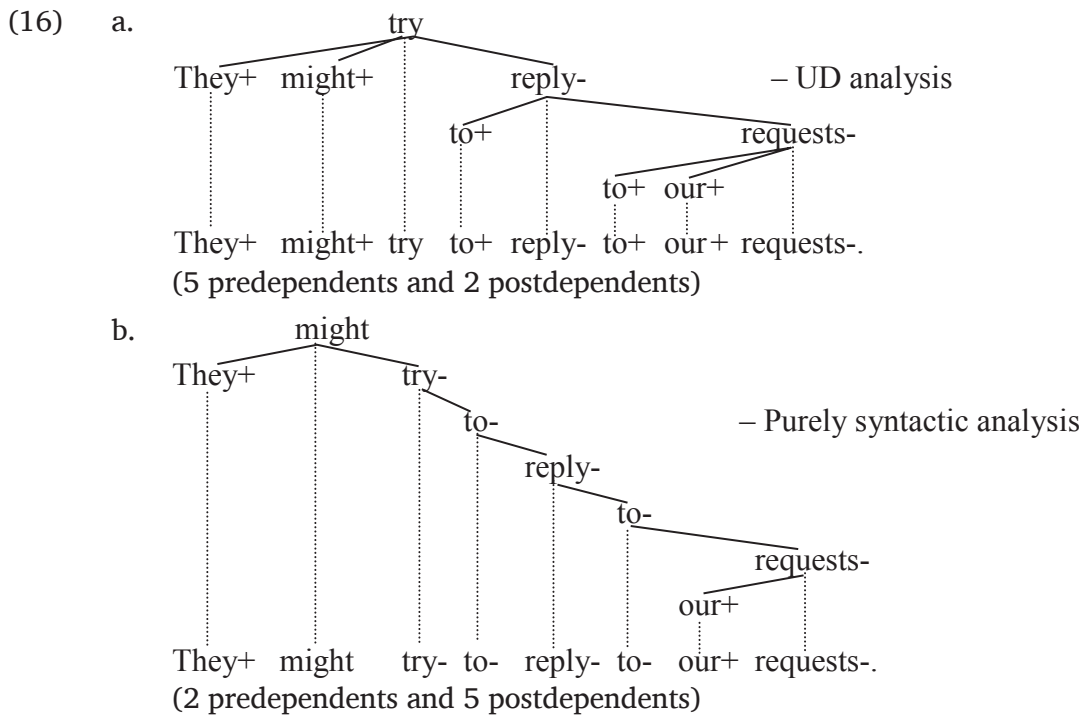 (16) a. try
They+ might+ reply- – UD analysis
to+ requests-
to+ our+
They+ might+ try to+ reply- to+ our+ requests-.
(5 predependents and 2 postdependents)
b. might
They+ try-
to- – Purely syntactic analysis
reply-
to-
requests-
our+
They+ might try- to- reply- to- our+ requests-.
(2 predependents and 5 postdependents)